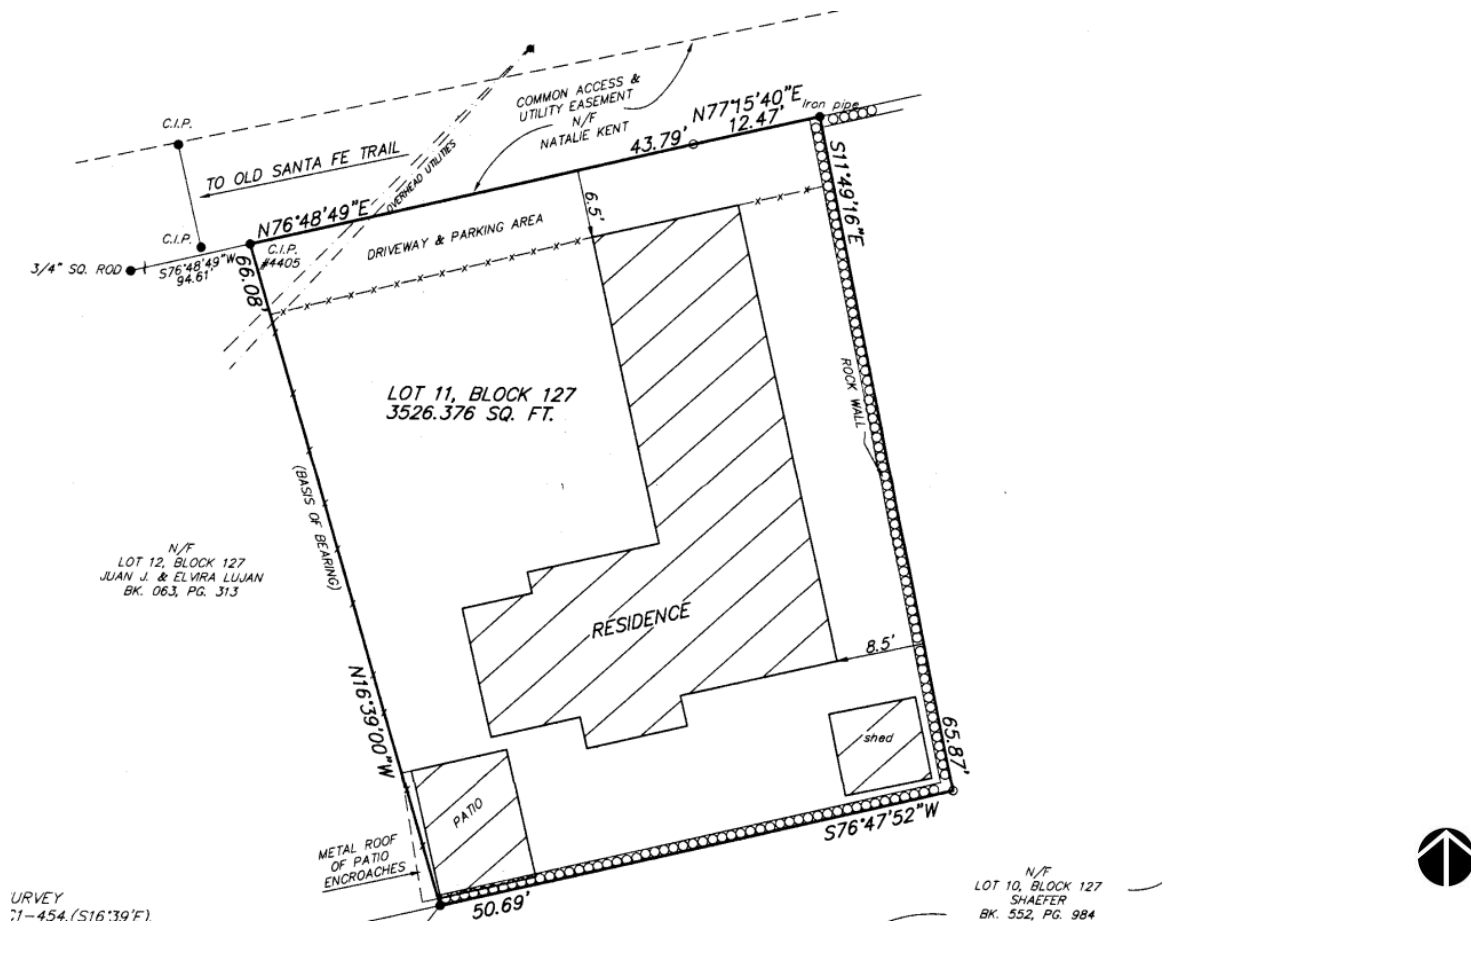 C.I.P.
COMMON ACCESS &
UTILITY EASEMENT
N/F
NATALIE KENT
N77°15'40"E
12.47'
Iron pipe
43.79'
TO OLD SANTA FE TRAIL
OVERHEAD UTILITIES
S11°49'16"E
N76°48'49"E
6.5'
DRIVEWAY & PARKING AREA
C.I.P.
C.I.P.
#4405
3/4" SQ. ROD
S76°48'49"W
94.61'
66.08'
LOT 11, BLOCK 127
3526.376 SQ. FT.
ROCK WALL
(BASIS OF BEARING)
N/F
LOT 12, BLOCK 127
JUAN J. & ELVIRA LUJAN
BK. 063, PG. 313
RESIDENCE
8.5'
N16°39'00"W
shed
65.87'
PATIO
S76°47'52"W
METAL ROOF
OF PATIO
ENCROACHES
50.69'
N/F
LOT 10, BLOCK 127
SHAEFER
BK. 552, PG. 984
URVEY
1-454.(S16°39'E)